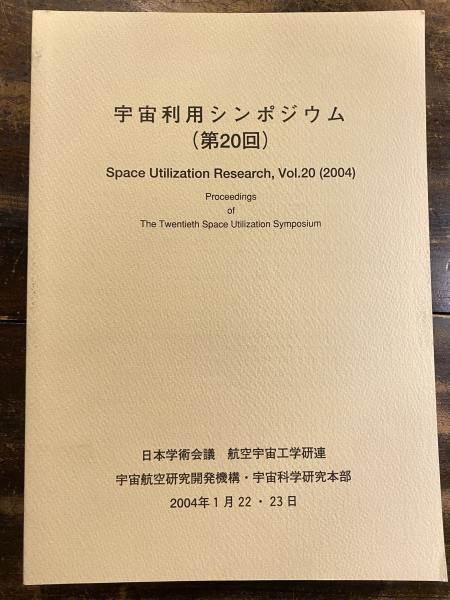 宇宙利用シンポジウム
（第20回）
Space Utilization Research, Vol.20 (2004)
Proceedings
of
The Twentieth Space Utilization Symposium
日本学術会議　航空宇宙工学研連
宇宙航空研究開発機構・宇宙科学研究本部
2004年1月22・23日